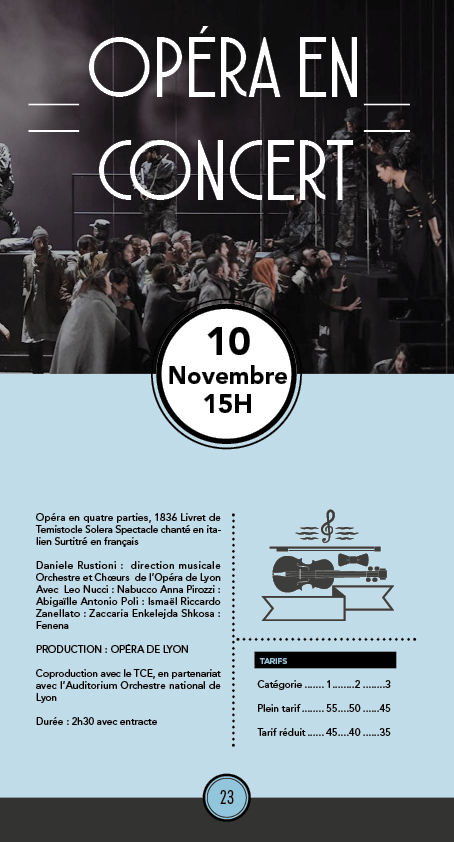 OPÉRA EN
CONCERT
10
Novembre
15H
Opéra en quatre parties, 1836 Livret de
Temistocle Solera Spectacle chanté en ita-
lien Surtitré en français
Daniele Rustioni : direction musicale
Orchestre et Chœurs de l'Opéra de Lyon
Avec Leo Nucci : Nabucco Anna Pirozzi :
Abigaïlle Antonio Poli : Ismaël Riccardo
Zanellato : Zaccaria Enkelejda Shkosa :
Fenena
PRODUCTION : OPÉRA DE LYON
Coproduction avec le TCE, en partenariat
avec l'Auditorium Orchestre national de
Lyon
Durée : 2h30 avec entracte
TARIFS
Catégorie ....... 1........2 ........3
Plein tarif ........ 55....50 ......45
Tarif réduit ...... 45....40 ......35
23